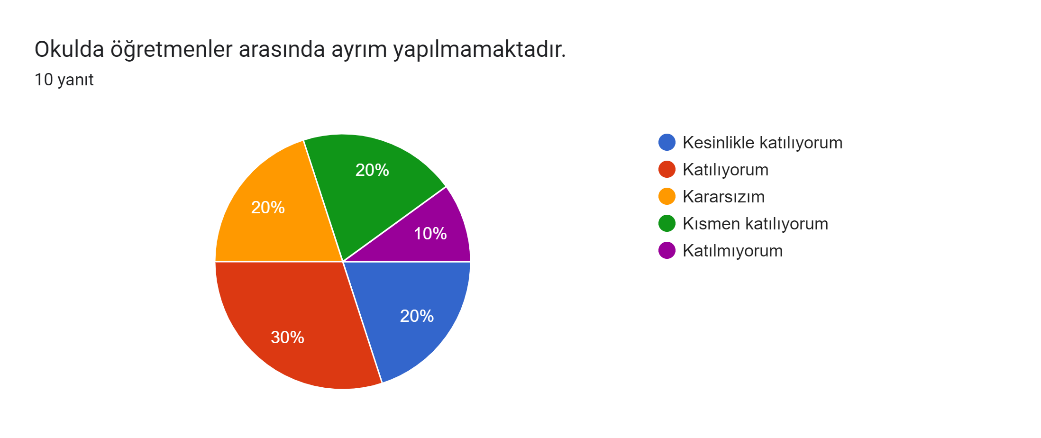 Okulda öğretmenler arasında ayrım yapılmamaktadır.
10 yanıt
20%
20%
10%
30%
20%
Kesinlikle katılıyorum
Katılıyorum
Kararsızım
Kısmen katılıyorum
Katılmıyorum